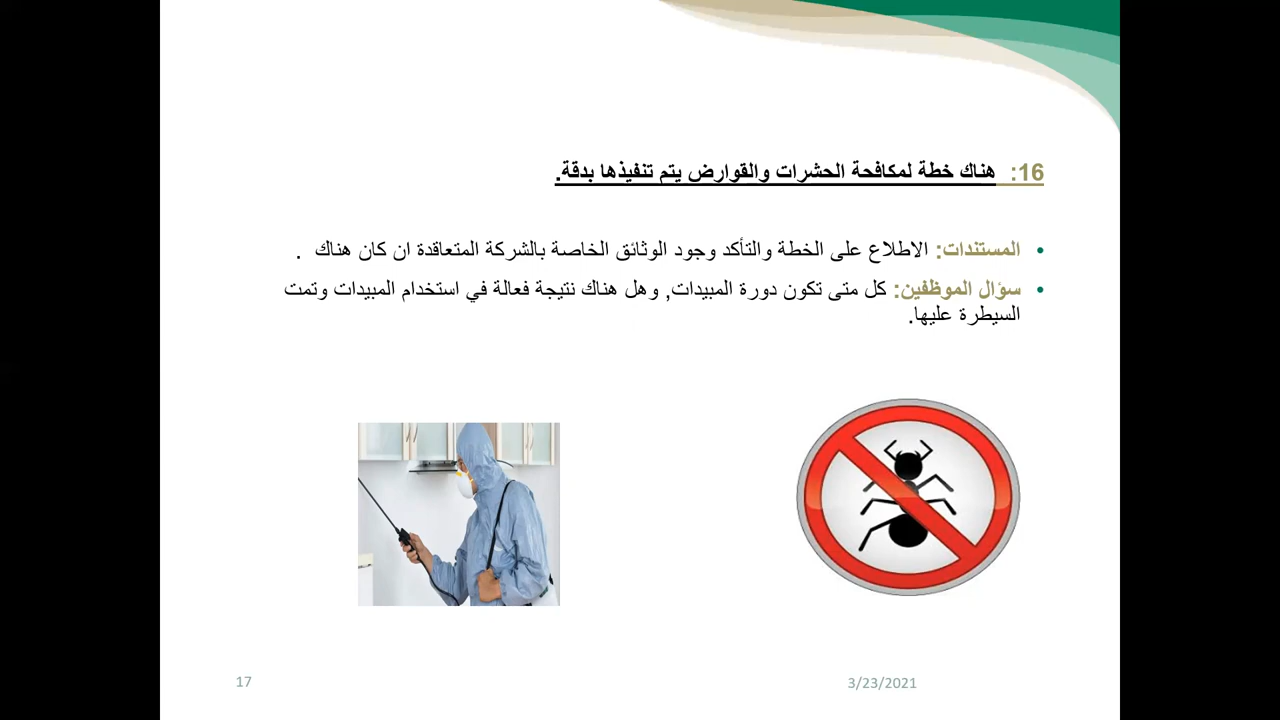 16: هناك خطة لمكافحة الحشرات والقوارض يتم تنفيذها بدقة.
• المستندات: الاطلاع على الخطة والتأكد وجود الوثائق الخاصة بالشركة المتعاقدة ان كان هناك .
• سؤال الموظفين: كل متى تكون دورة المبيدات, وهل هناك نتيجة فعالة في استخدام المبيدات وتمت
السيطرة عليها.
3/23/2021
17